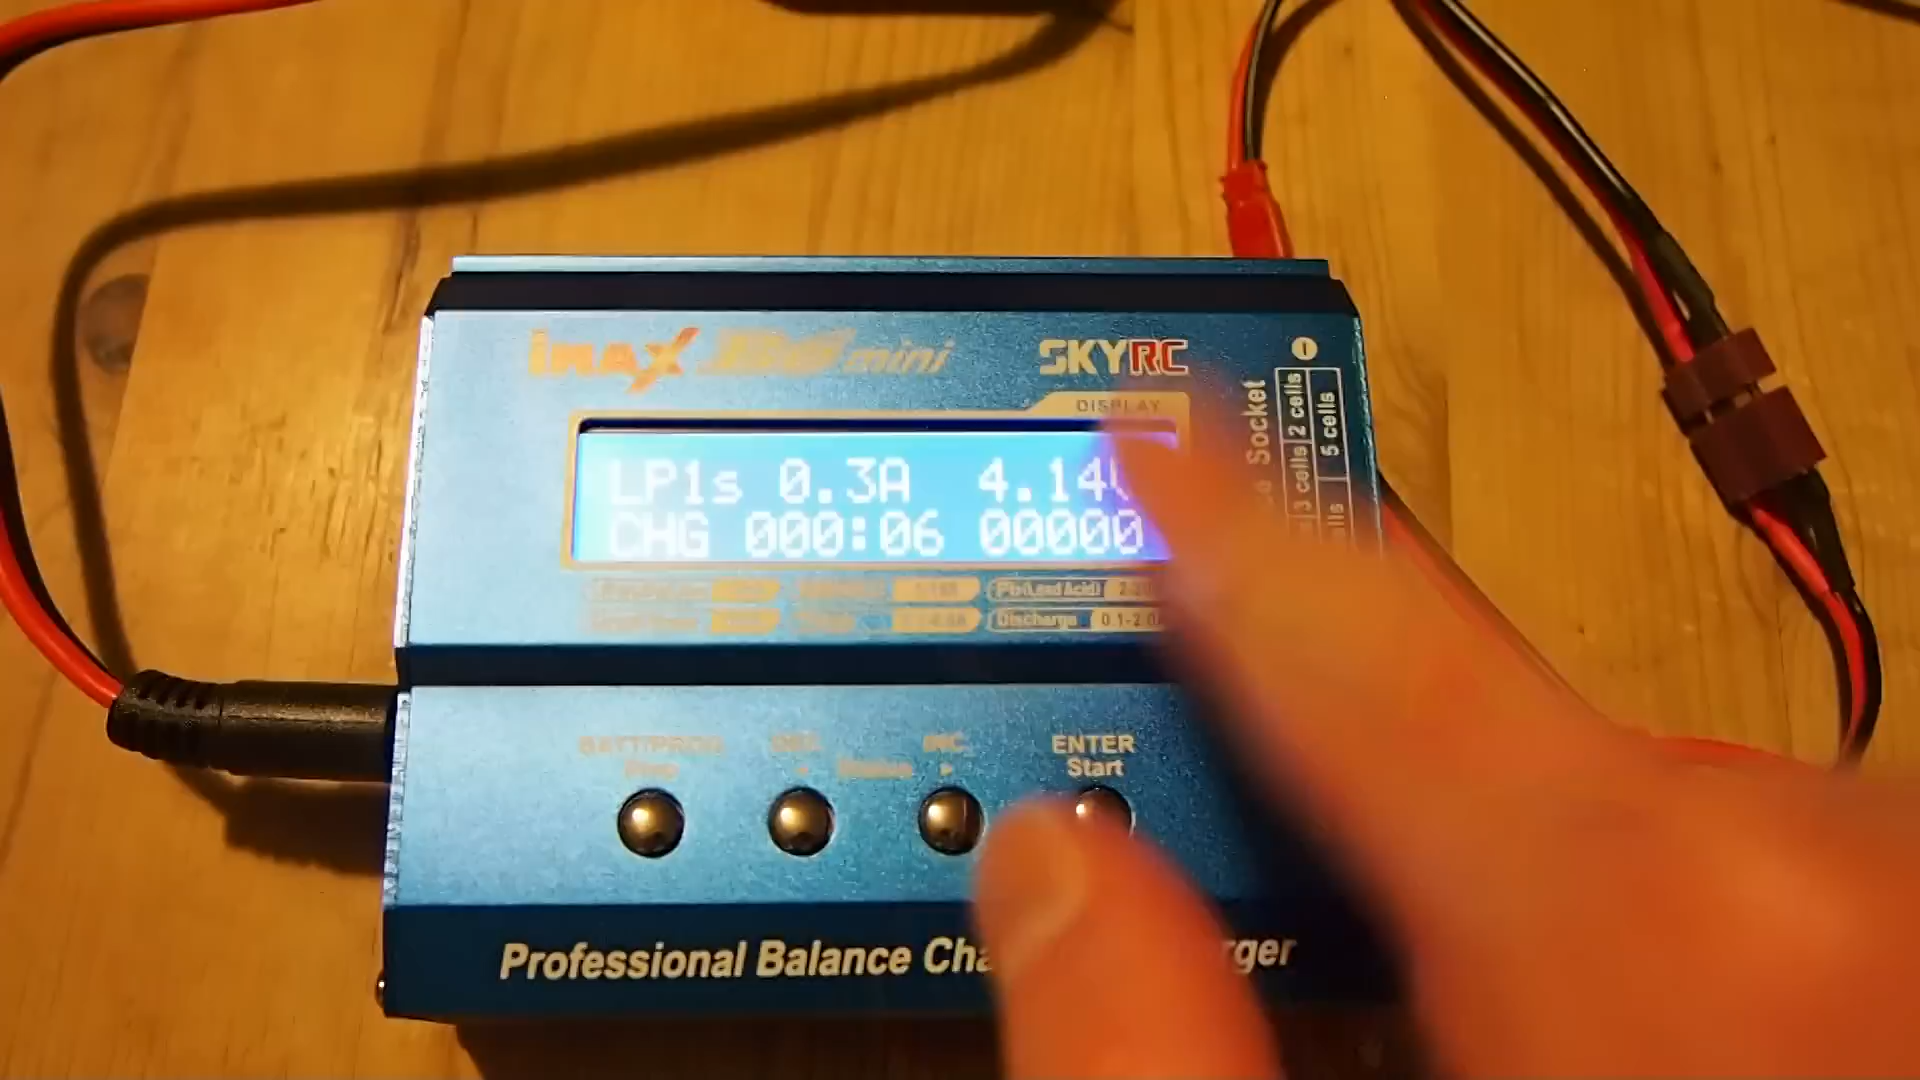 iMAX B6 mini SKYRC
DISPLAY
LP1s 0.3A 4.14
CHG 000:06 00000
Pb(Lead Acid)
Discharge 0.1-2.0A
Socket
2 cells
3 cells
5 cells
BATT/PROG DEC. INC. ENTER
Stop Status Start
Professional Balance Cha rger